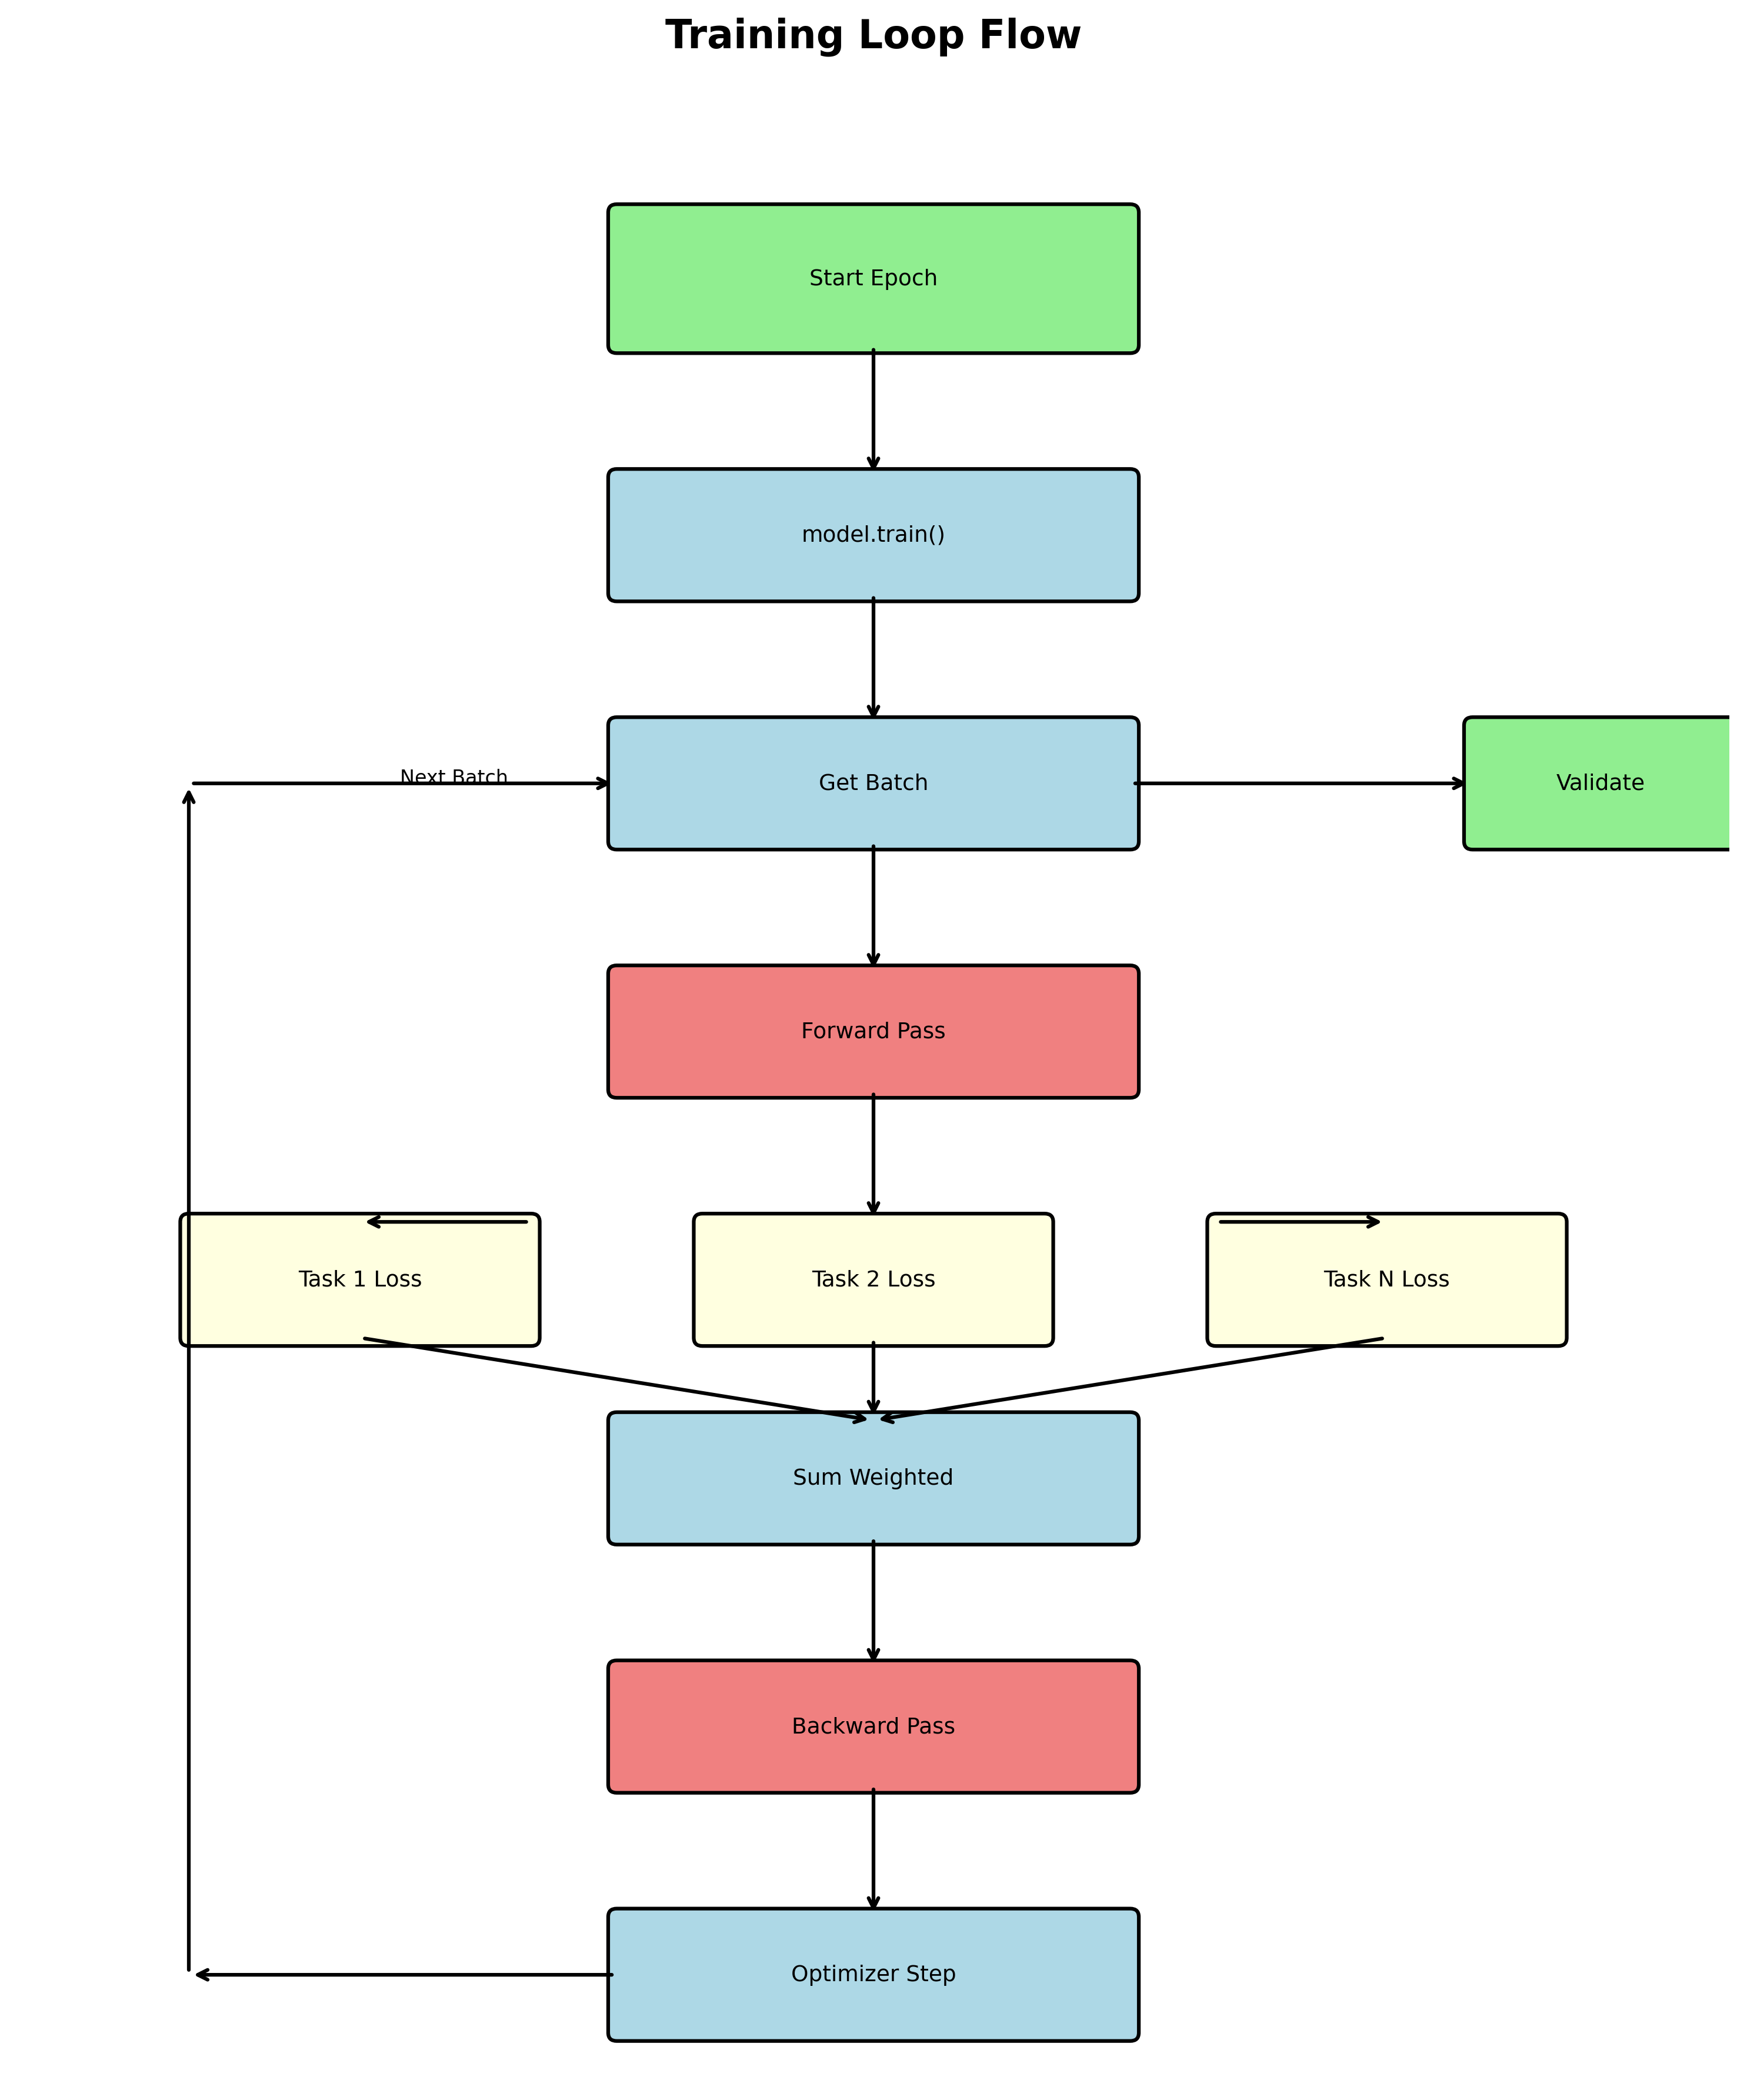 Training Loop Flow
Start Epoch
model.train()
Next Batch
Get Batch
Validate
Forward Pass
Task 1 Loss
Task 2 Loss
Task N Loss
Sum Weighted
Backward Pass
Optimizer Step